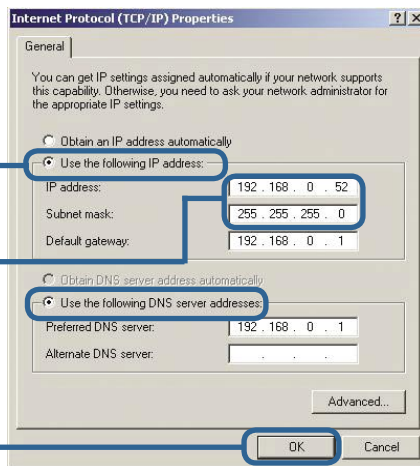 Internet Protocol (TCP/IP) Properties
General
You can get IP settings assigned automatically if your network supports
this capability. Otherwise, you need to ask your network administrator for
the appropriate IP settings.
Obtain an IP address automatically
Use the following IP address:
IP address: 192 . 168 . 0 . 52
Subnet mask: 255 . 255 . 255 . 0
Default gateway: 192 . 168 . 0 . 1
Obtain DNS server address automatically
Use the following DNS server addresses:
Preferred DNS server: 192 . 168 . 0 . 1
Alternate DNS server: . . .
Advanced...
OK Cancel